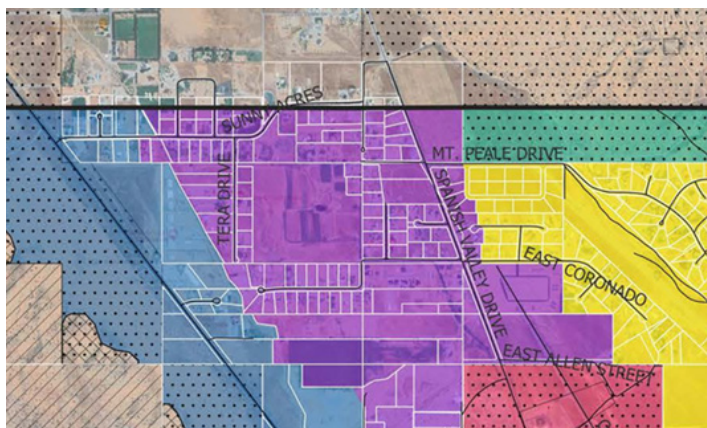 SUNNY ACRES
MT. PEALE DRIVE
TERA DRIVE
SPANISH VALLEY DRIVE
EAST CORONADO
EAST ALLEN STREET